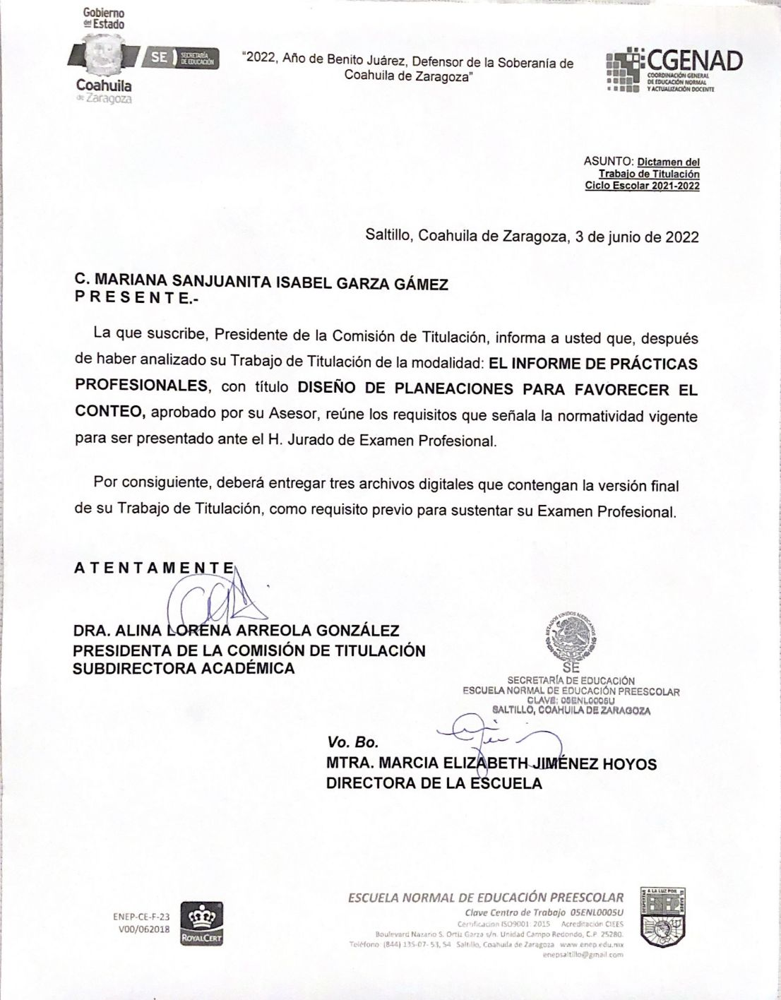 Gobierno
del Estado
SE SECRETARÍA
DE EDUCACIÓN
Coahuila
de Zaragoza
“2022, Año de Benito Juárez, Defensor de la Soberanía de
Coahuila de Zaragoza”
CGENAD
COORDINACIÓN GENERAL
DE EDUCACIÓN NORMAL
Y ACTUALIZACIÓN DOCENTE
ASUNTO: Dictamen del
Trabajo de Titulación
Ciclo Escolar 2021-2022
Saltillo, Coahuila de Zaragoza, 3 de junio de 2022
C. MARIANA SANJUANITA ISABEL GARZA GÁMEZ
P R E S E N T E.-
La que suscribe, Presidente de la Comisión de Titulación, informa a usted que, después
de haber analizado su Trabajo de Titulación de la modalidad: EL INFORME DE PRÁCTICAS
PROFESIONALES, con título DISEÑO DE PLANEACIONES PARA FAVORECER EL
CONTEO, aprobado por su Asesor, reúne los requisitos que señala la normatividad vigente
para ser presentado ante el H. Jurado de Examen Profesional.
Por consiguiente, deberá entregar tres archivos digitales que contengan la versión final
de su Trabajo de Titulación, como requisito previo para sustentar su Examen Profesional.
A T E N T A M E N T E
DRA. ALINA LORENA ARREOLA GONZÁLEZ
PRESIDENTA DE LA COMISIÓN DE TITULACIÓN
SUBDIRECTORA ACADÉMICA
ESTADOS UNIDOS MEXICANOS
SE
SECRETARÍA DE EDUCACIÓN
ESCUELA NORMAL DE EDUCACIÓN PREESCOLAR
CLAVE: 05ENL0005U
SALTILLO, COAHUILA DE ZARAGOZA
Vo. Bo.
MTRA. MARCIA ELIZABETH JIMÉNEZ HOYOS
DIRECTORA DE LA ESCUELA
ENEP-CE-F-23
V00/062018
ROYALCERT
ESCUELA NORMAL DE EDUCACIÓN PREESCOLAR
Clave Centro de Trabajo 05ENL0005U
Certificación ISO9001: 2015 Acreditación CIEES
Boulevard Nazario S. Ortiz Garza s/n. Unidad Campo Redondo, C.P 25280.
Teléfono: (844) 135-07- 53, 54 Saltillo, Coahuila de Zaragoza www.enep.edu.mx
enepsaltillo@gmail.com
DESPERTAR A LA LUZ POR EL SABER
ENEP